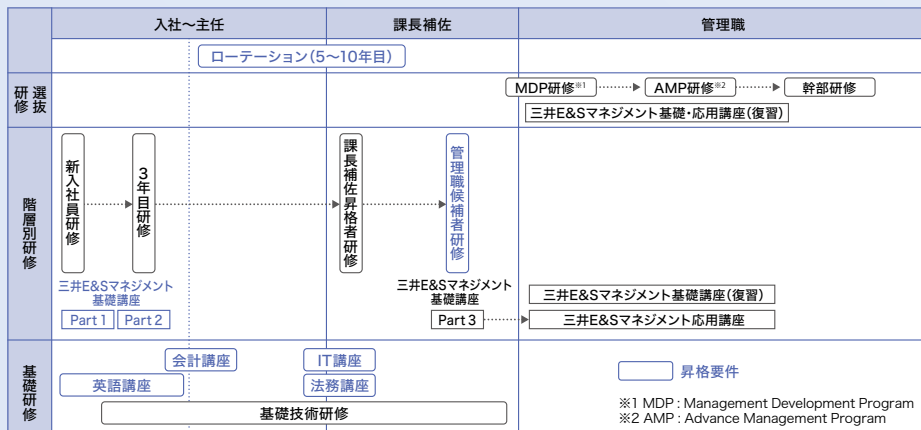 入社～主任
課長補佐
管理職
ローテーション（5～10年目）
選抜研修
MDP研修※1
AMP研修※2
幹部研修
三井E&Sマネジメント基礎・応用講座（復習）
階層別研修
新入社員研修
3年目研修
課長補佐昇格者研修
管理職候補者研修
三井E&Sマネジメント
基礎講座
Part 1
Part 2
三井E&Sマネジメント
基礎講座
Part 3
三井E&Sマネジメント基礎講座（復習）
三井E&Sマネジメント応用講座
基礎研修
会計講座
IT講座
英語講座
法務講座
基礎技術研修
昇格要件
※1 MDP : Management Development Program
※2 AMP : Advance Management Program